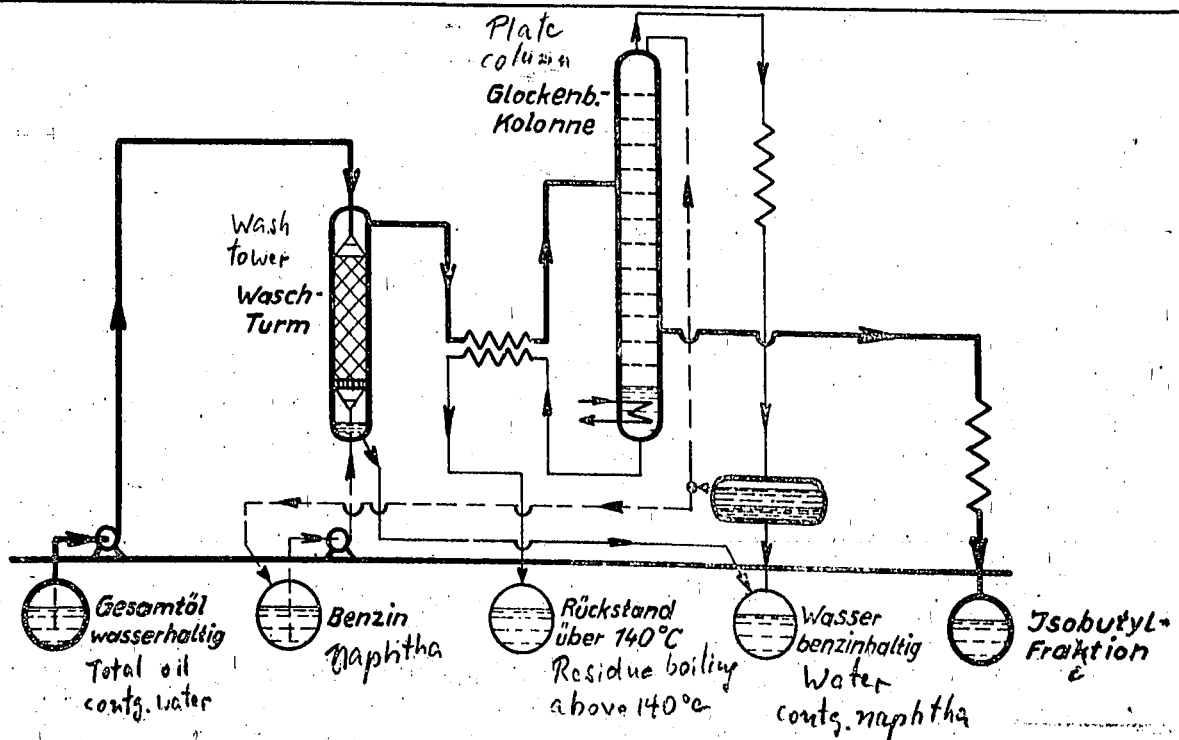 Plate
column
Glockenb.-
Kolonne
Wash
tower
Wasch-
Turm
Gesamtöl
wasserhaltig
Total oil
contg. water
Benzin
Naphtha
Rückstand
über 140°C
Residue boiling
above 140°C
Wasser
benzinhaltig
Water
contg. naphtha
Isobutyl-
Fraktion